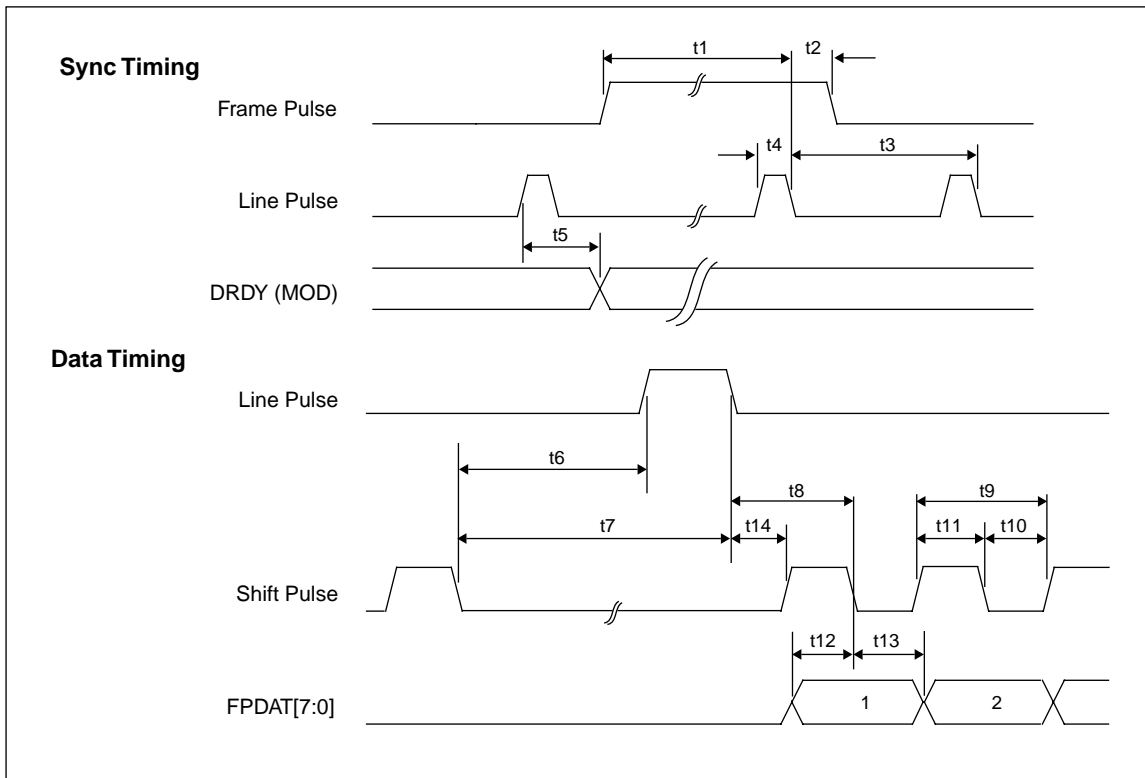 Sync Timing
t1
t2
Frame Pulse
t4
t3
Line Pulse
t5
DRDY (MOD)
Data Timing
Line Pulse
t6
t8
t9
t7
t14
t11
t10
Shift Pulse
t12
t13
FPDAT[7:0]
1
2